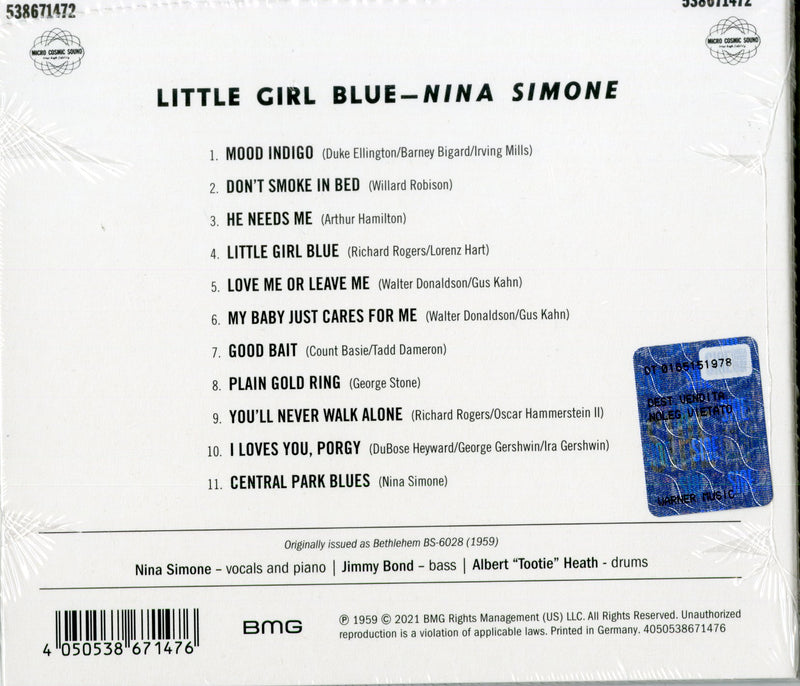 538671472
538671472
MICRO COSMIC SOUND
MICRO COSMIC SOUND
LITTLE GIRL BLUE—NINA SIMONE
1. MOOD INDIGO (Duke Ellington/Barney Bigard/Irving Mills)
2. DON'T SMOKE IN BED (Willard Robison)
3. HE NEEDS ME (Arthur Hamilton)
4. LITTLE GIRL BLUE (Richard Rogers/Lorenz Hart)
5. LOVE ME OR LEAVE ME (Walter Donaldson/Gus Kahn)
6. MY BABY JUST CARES FOR ME (Walter Donaldson/Gus Kahn)
7. GOOD BAIT (Count Basie/Tadd Dameron)
8. PLAIN GOLD RING (George Stone)
9. YOU'LL NEVER WALK ALONE (Richard Rogers/Oscar Hammerstein II)
10. I LOVES YOU, PORGY (DuBose Heyward/George Gershwin/Ira Gershwin)
11. CENTRAL PARK BLUES (Nina Simone)
DT 0165151978
DEST VENDITA
NOLEG VIETATO
WARNER MUSIC
Originally issued as Bethlehem BS-6028 (1959)
Nina Simone – vocals and piano | Jimmy Bond – bass | Albert “Tootie” Heath - drums
4 050538 671476
BMG
℗ 1959 © 2021 BMG Rights Management (US) LLC. All Rights Reserved. Unauthorized
reproduction is a violation of applicable laws. Printed in Germany. 4050538671476